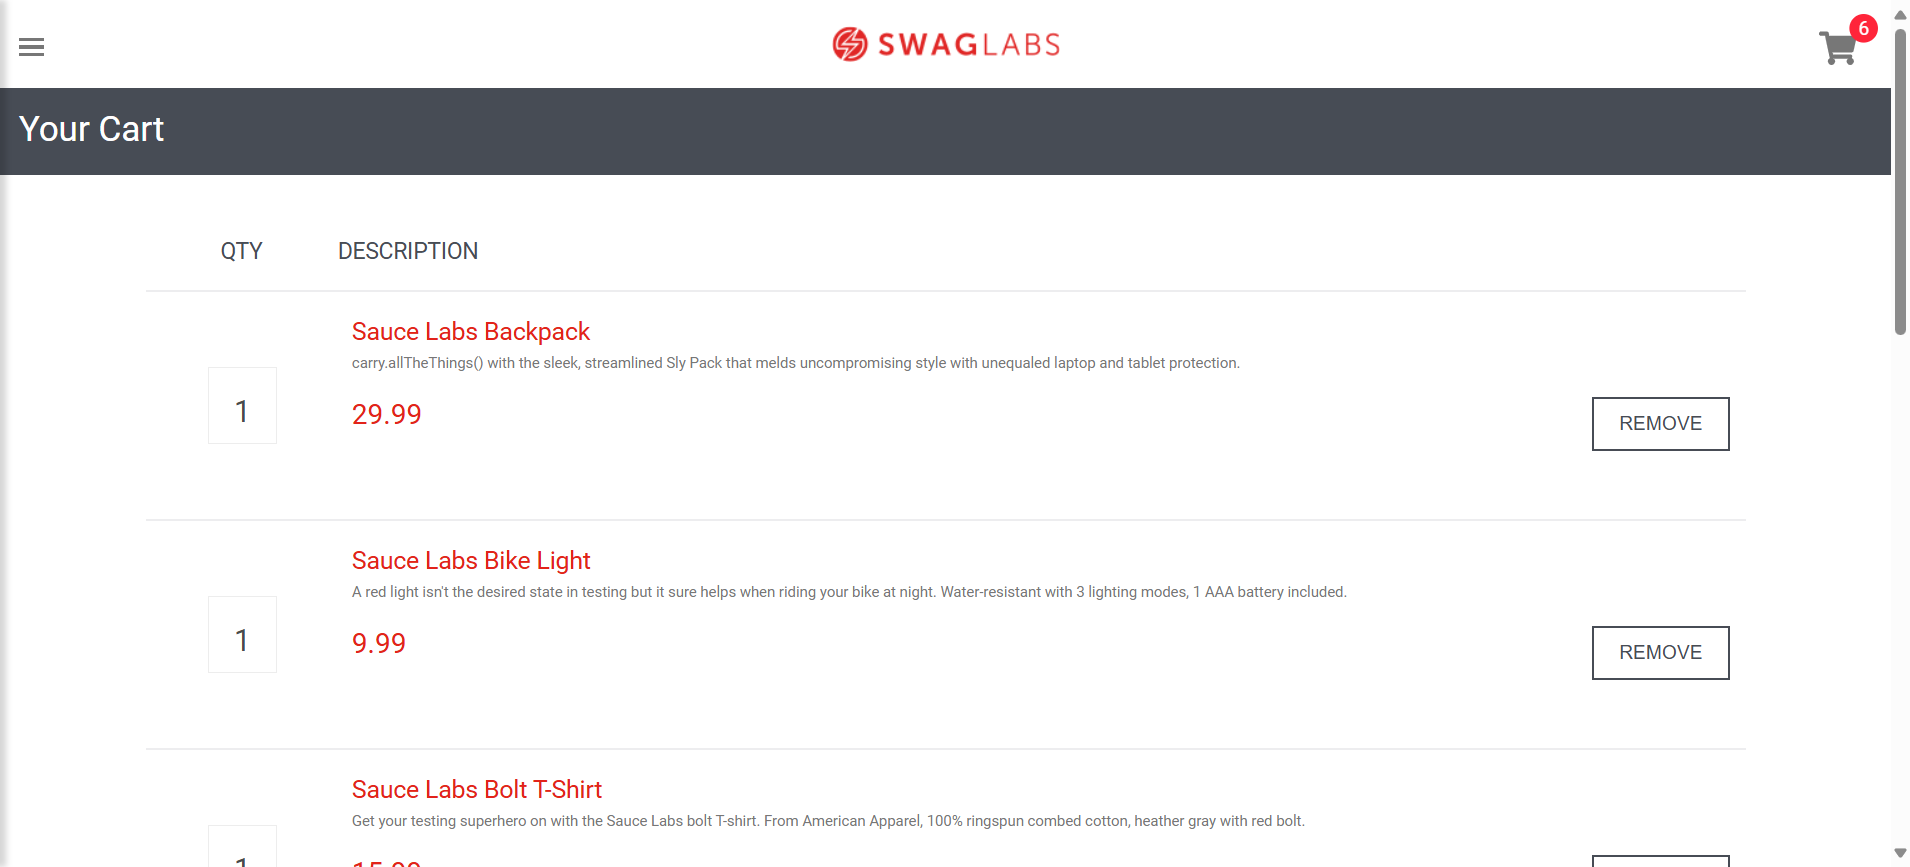 SWAGLABS
6
Your Cart
QTY DESCRIPTION
Sauce Labs Backpack
carry.allTheThings() with the sleek, streamlined Sly Pack that melds uncompromising style with unequaled laptop and tablet protection.
1
29.99
REMOVE
Sauce Labs Bike Light
A red light isn't the desired state in testing but it sure helps when riding your bike at night. Water-resistant with 3 lighting modes, 1 AAA battery included.
1
9.99
REMOVE
Sauce Labs Bolt T-Shirt
Get your testing superhero on with the Sauce Labs bolt T-shirt. From American Apparel, 100% ringspun combed cotton, heather gray with red bolt.
1